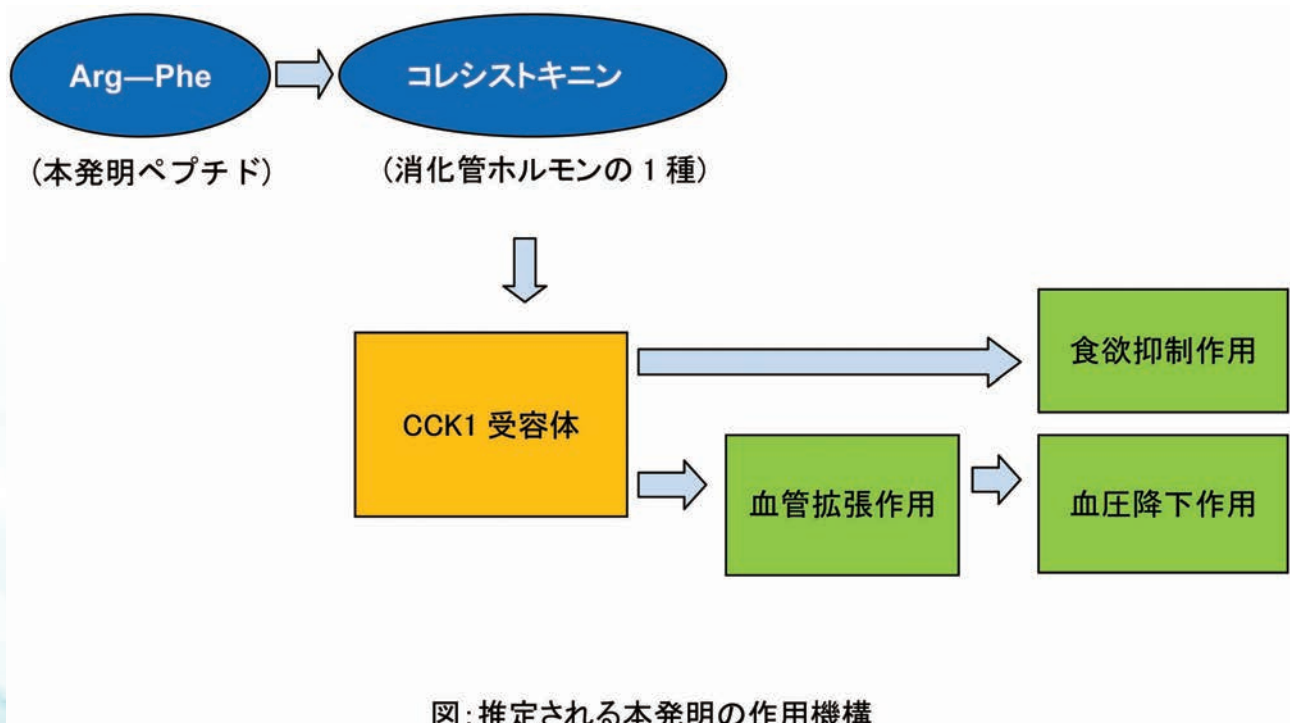 Arg—Phe
コレシストキニン
(本発明ペプチド)
(消化管ホルモンの 1 種)
CCK1 受容体
食欲抑制作用
血管拡張作用
血圧降下作用
図:推定される本発明の作用機構